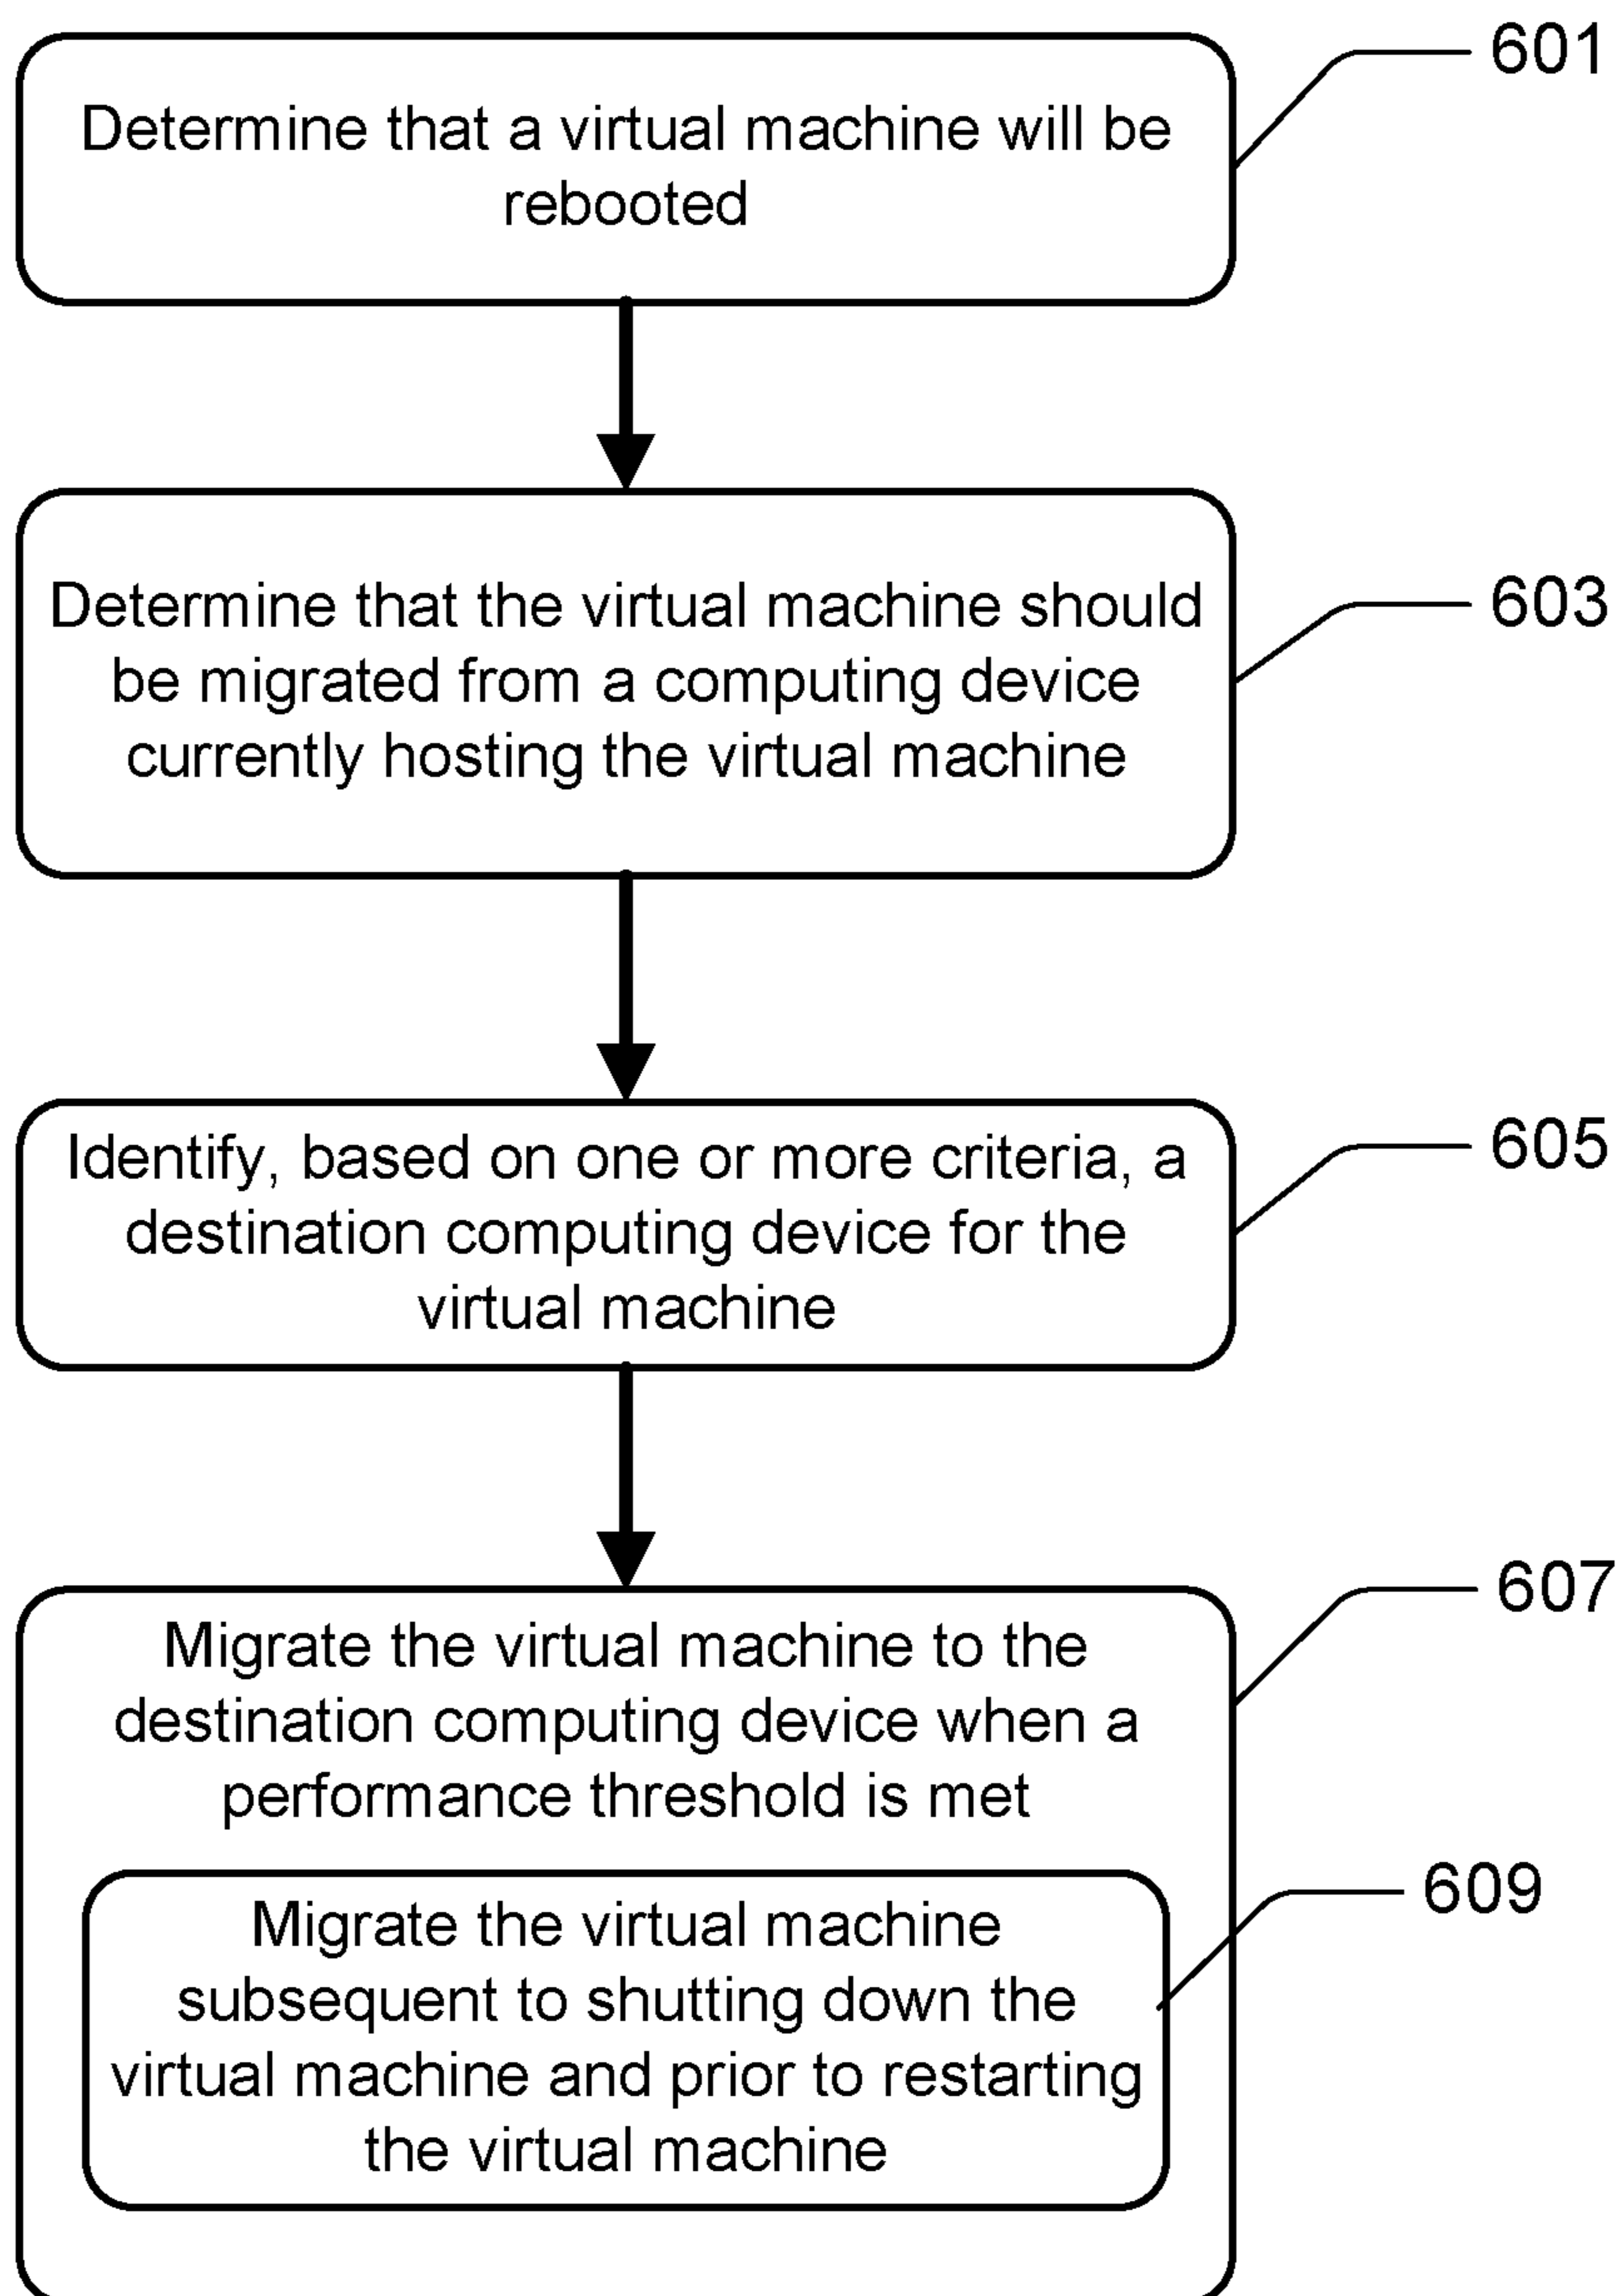 601
Determine that a virtual machine will be
rebooted
603
Determine that the virtual machine should
be migrated from a computing device
currently hosting the virtual machine
605
Identify, based on one or more criteria, a
destination computing device for the
virtual machine
607
Migrate the virtual machine to the
destination computing device when a
performance threshold is met
609
Migrate the virtual machine
subsequent to shutting down the
virtual machine and prior to restarting
the virtual machine